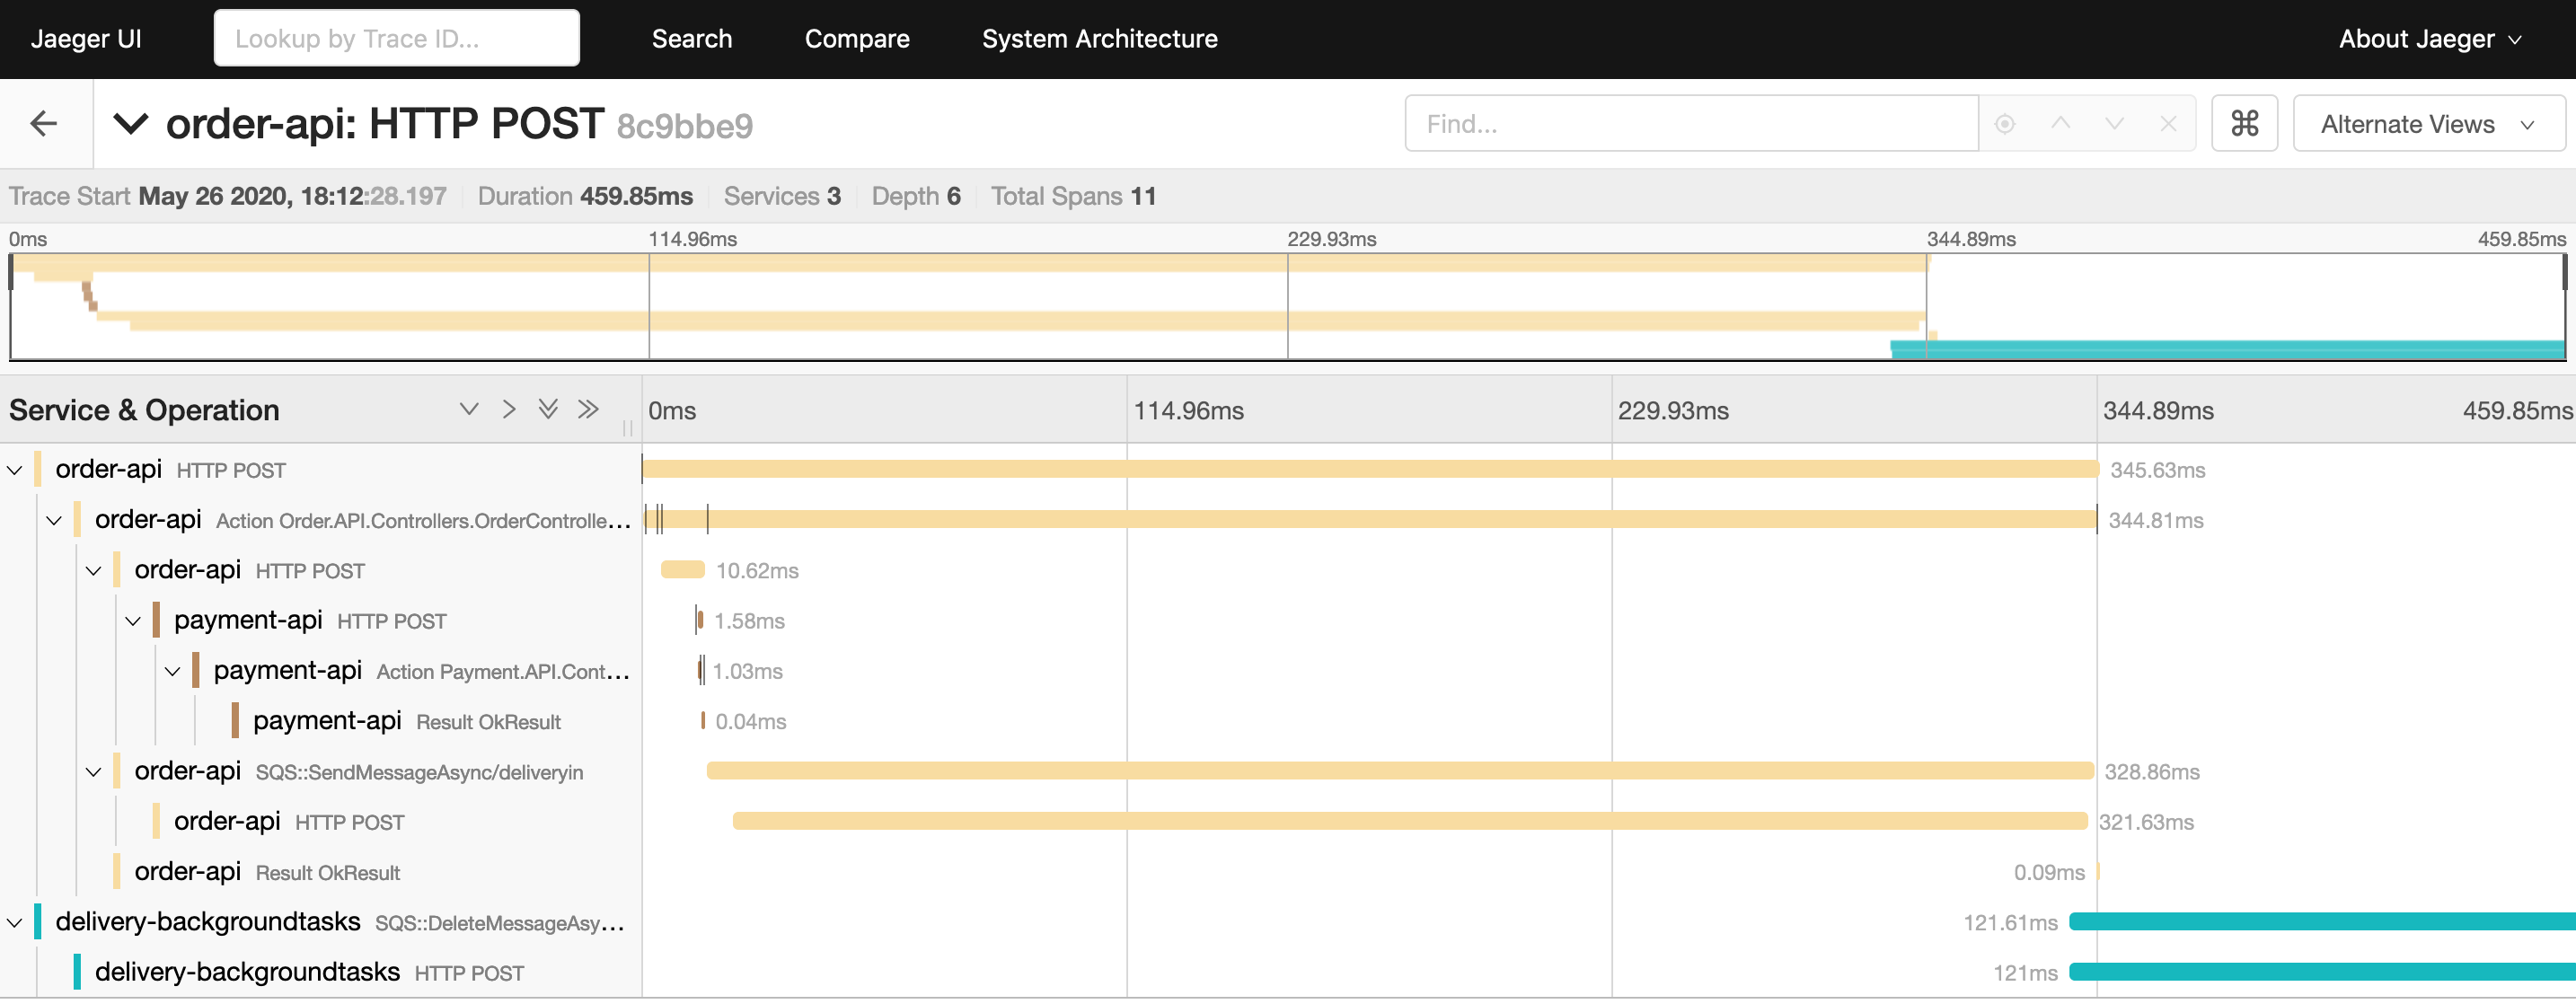 Jaeger UI Lookup by Trace ID... Search Compare System Architecture About Jaeger
order-api: HTTP POST 8c9bbe9 Find... ⌘ Alternate Views
Trace Start May 26 2020, 18:12:28.197 Duration 459.85ms Services 3 Depth 6 Total Spans 11
0ms 114.96ms 229.93ms 344.89ms 459.85ms
Service & Operation 0ms 114.96ms 229.93ms 344.89ms 459.85ms
order-api HTTP POST 345.63ms
order-api Action Order.API.Controllers.OrderControlle... 344.81ms
order-api HTTP POST 10.62ms
payment-api HTTP POST 1.58ms
payment-api Action Payment.API.Cont... 1.03ms
payment-api Result OkResult 0.04ms
order-api SQS::SendMessageAsync/deliveryin 328.86ms
order-api HTTP POST 321.63ms
order-api Result OkResult 0.09ms
delivery-backgroundtasks SQS::DeleteMessageAsy... 121.61ms
delivery-backgroundtasks HTTP POST 121ms